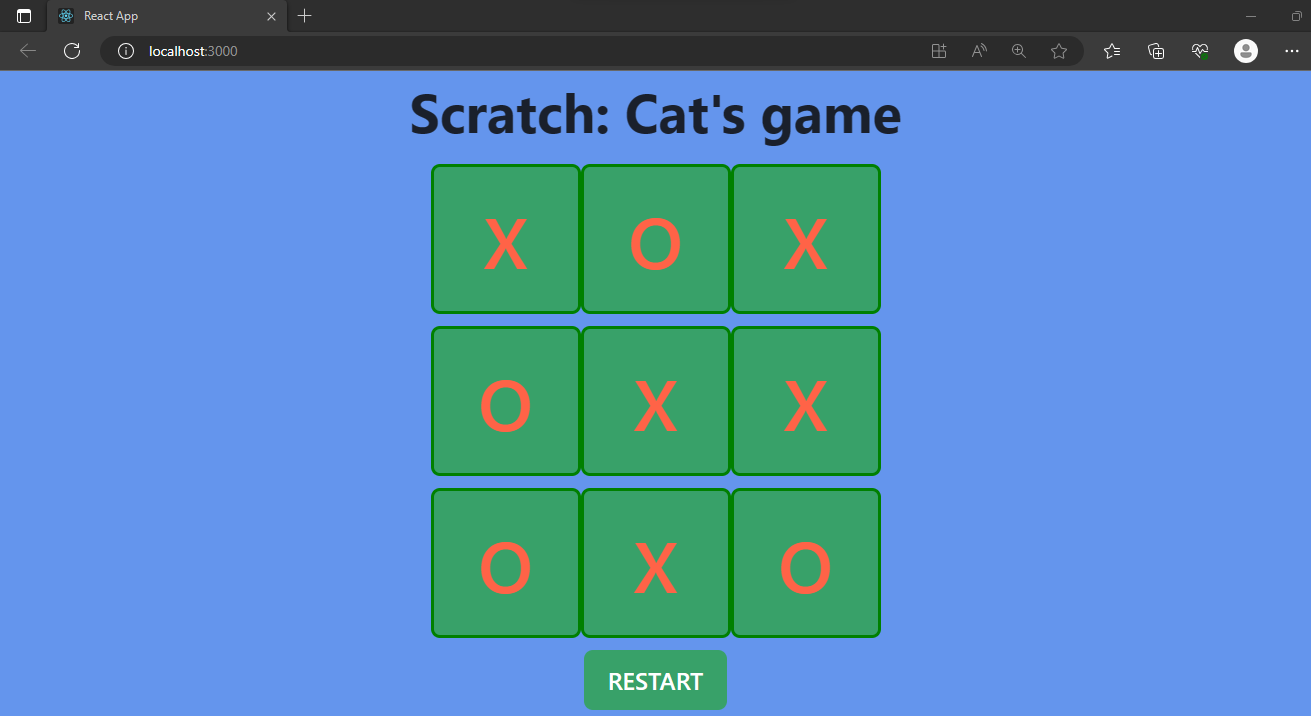 React App
localhost:3000
Scratch: Cat's game
X O X
O X X
O X O
RESTART